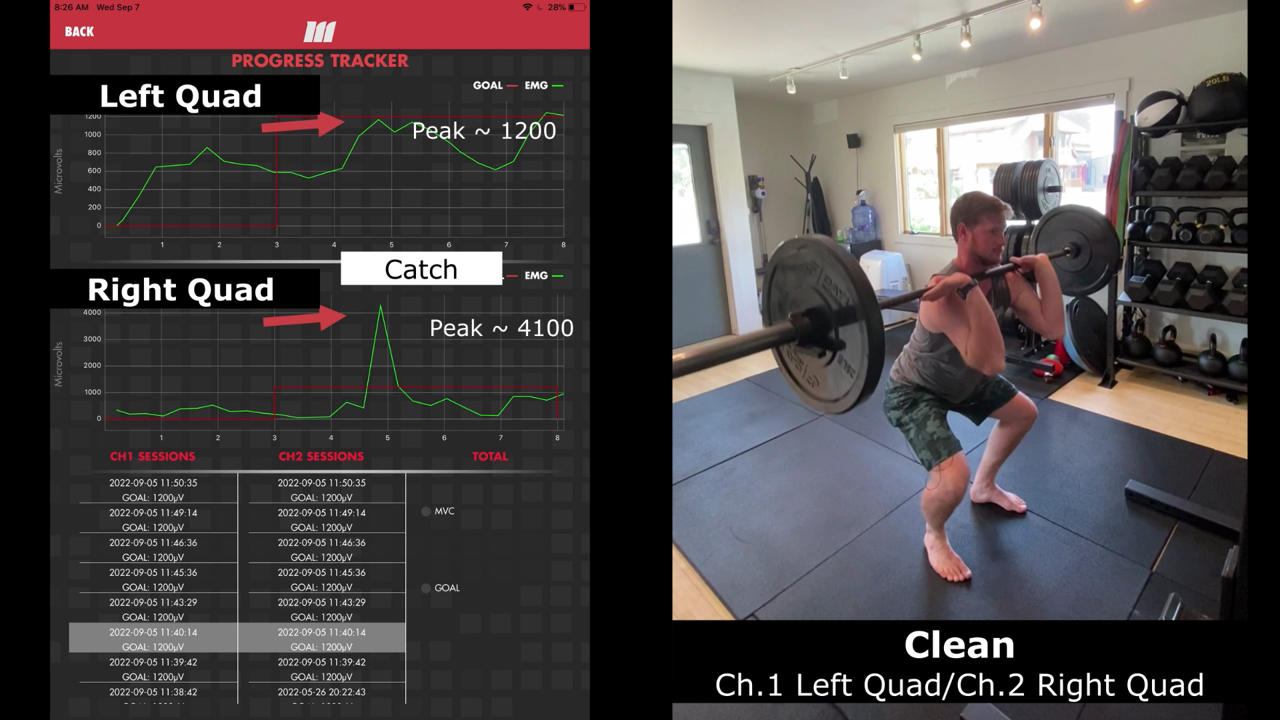 8:26 AM Wed Sep 7
28%
BACK
PROGRESS TRACKER
GOAL EMG
Left Quad
Peak ~ 1200
Microvolts
1200
1000
800
600
400
200
0
1 2 3 4 5 6 7 8
Catch
EMG
Right Quad
Peak ~ 4100
Microvolts
4000
3000
2000
1000
0
1 2 3 4 5 6 7 8
CH1 SESSIONS CH2 SESSIONS TOTAL
2022-09-05 11:50:35 2022-09-05 11:50:35
GOAL: 1200µV GOAL: 1200µV
2022-09-05 11:49:14 2022-09-05 11:49:14
GOAL: 1200µV GOAL: 1200µV
MVC
2022-09-05 11:46:36 2022-09-05 11:46:36
GOAL: 1200µV GOAL: 1200µV
2022-09-05 11:45:36 2022-09-05 11:45:36
GOAL: 1200µV GOAL: 1200µV
GOAL
2022-09-05 11:43:29 2022-09-05 11:43:29
GOAL: 1200µV GOAL: 1200µV
2022-09-05 11:40:14 2022-09-05 11:40:14
GOAL: 1200µV GOAL: 1200µV
2022-09-05 11:39:42 2022-09-05 11:39:42
GOAL: 1200µV GOAL: 1200µV
2022-09-05 11:38:42 2022-05-26 20:22:43
20LB
Clean
Ch.1 Left Quad/Ch.2 Right Quad